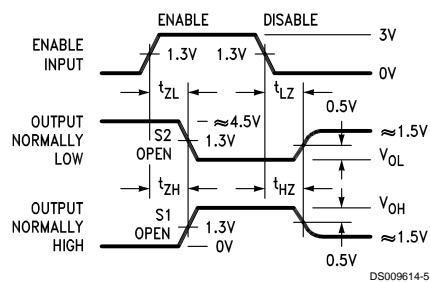 ENABLE DISABLE
ENABLE INPUT
1.3V 1.3V
3V
0V
tZL tLZ
0.5V
OUTPUT NORMALLY LOW
S2 OPEN
≈4.5V
1.3V
≈1.5V
VOL
tZH tHZ
OUTPUT NORMALLY HIGH
S1 OPEN
1.3V
0V
VOH
≈1.5V
0.5V
DS009614-5